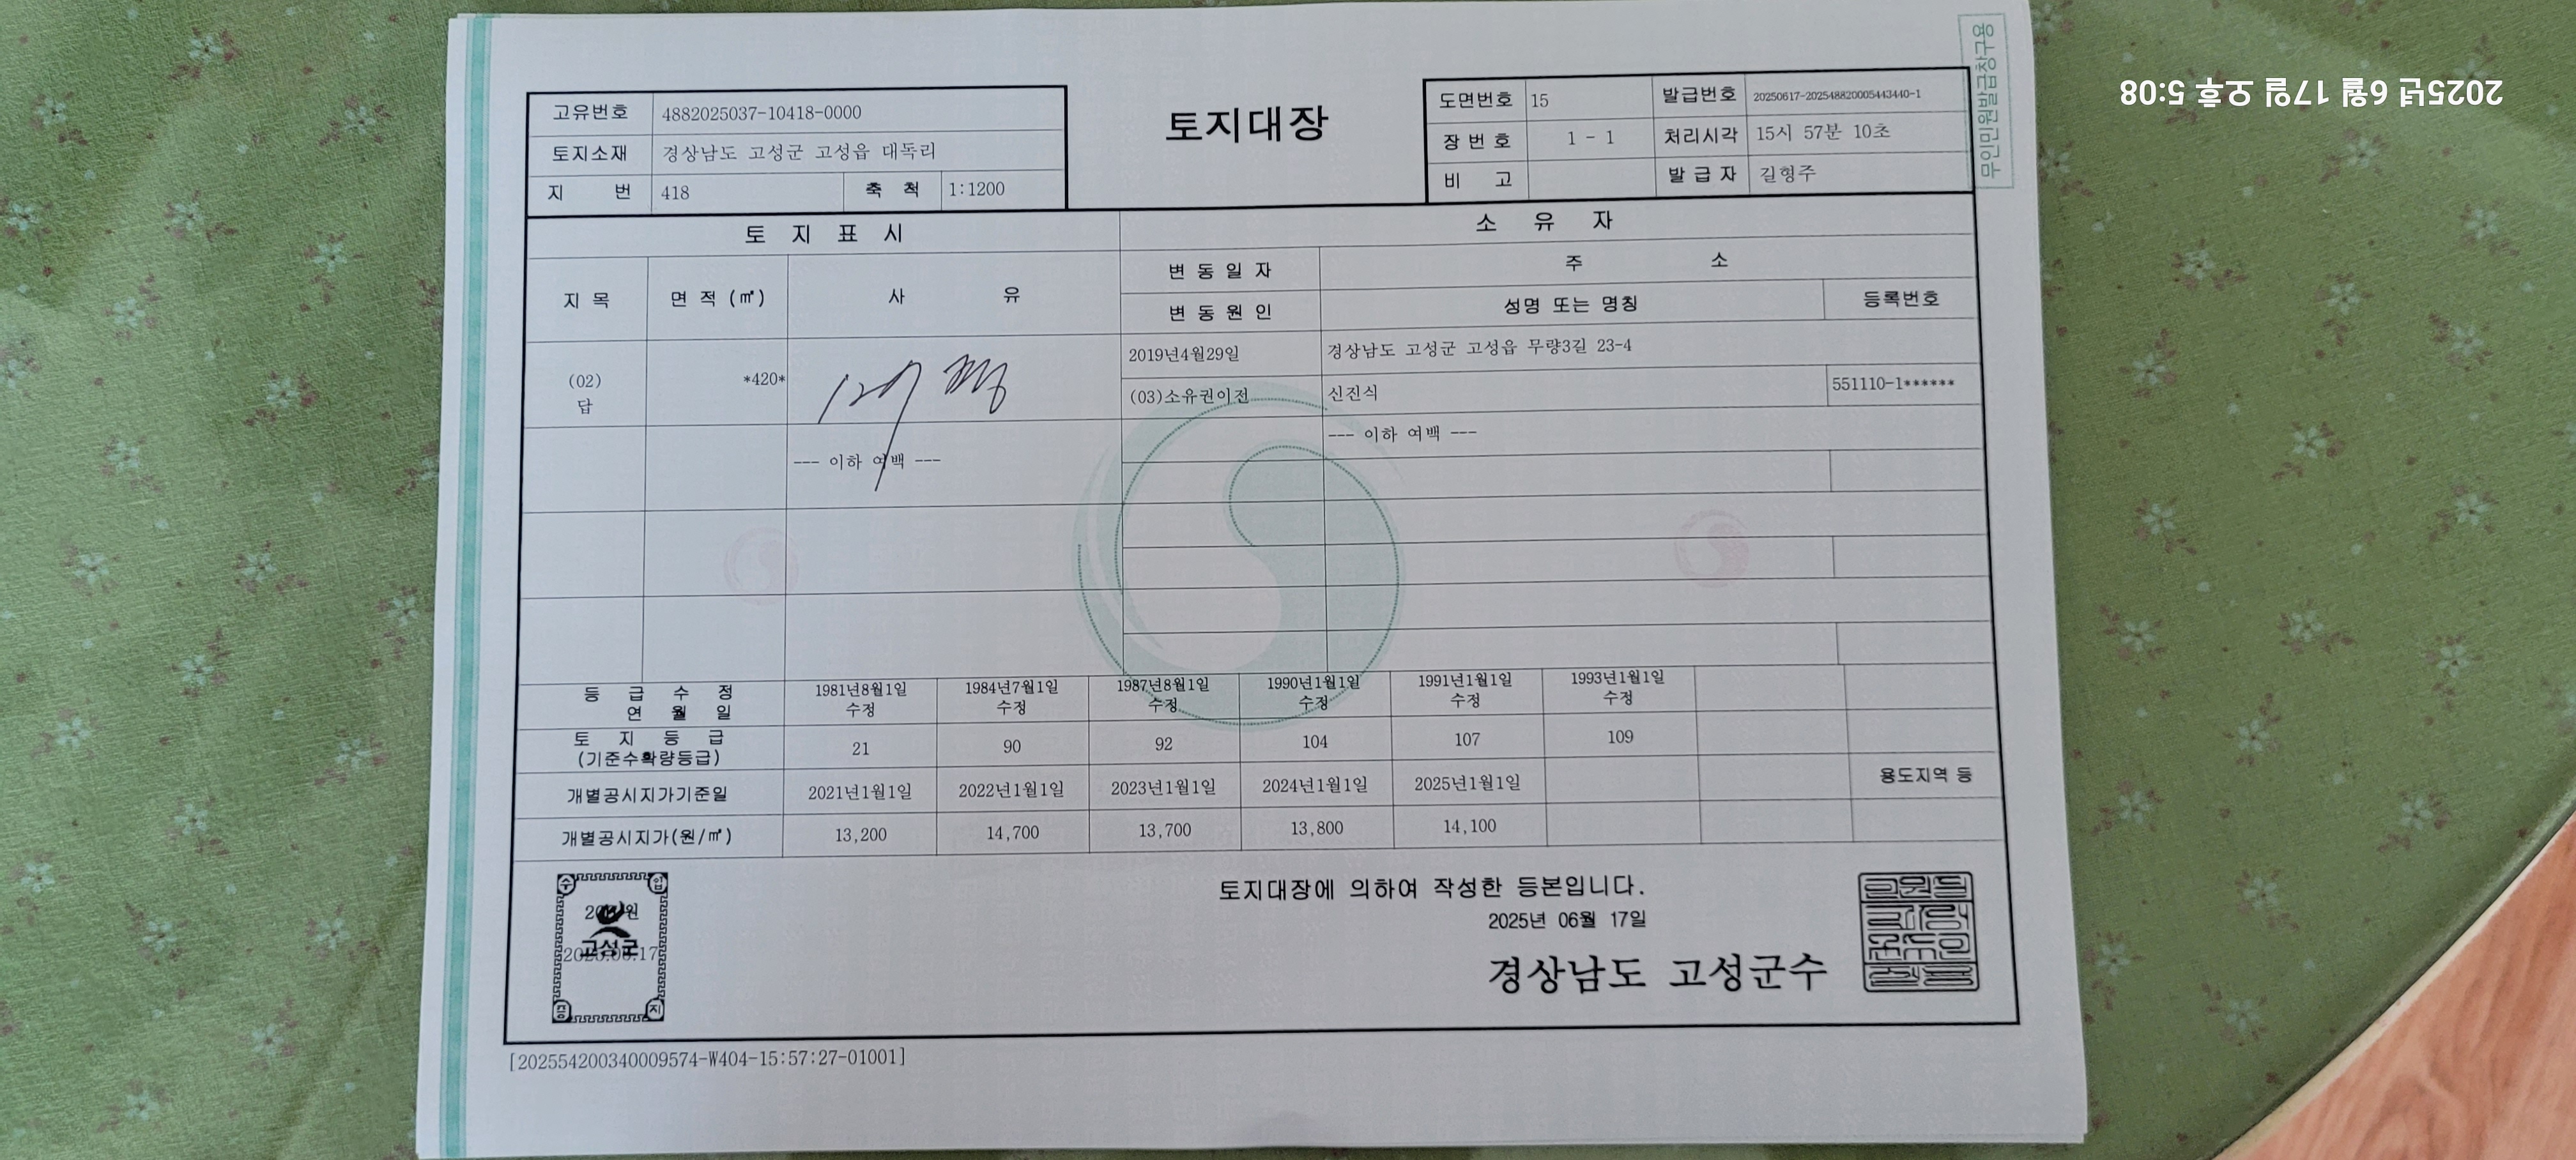 2025년 6월 17일 오후 5:08
무인민원발급창구용
고유번호 4882025037-10418-0000
토지소재 경상남도 고성군 고성읍 대독리
지 번 418 축 척 1:1200
토지대장
도면번호 15 발급번호 20250617-202548820005443440-1
장 번 호 1 - 1 처리시각 15시 57분 10초
비 고 발 급 자 길형주
토 지 표 시 소 유 자
지 목 면 적 (㎡) 사 유
변 동 일 자 주 소
변 동 원 인 성명 또는 명칭 등록번호
(02)
답
*420*
127평
--- 이하 여백 ---
2019년4월29일 경상남도 고성군 고성읍 무량3길 23-4
(03)소유권이전 신진식 551110-1******
--- 이하 여백 ---
등 급 수 정
연 월 일
1981년8월1일 1984년7월1일 1987년8월1일 1990년1월1일 1991년1월1일 1993년1월1일
수정 수정 수정 수정 수정 수정
토 지 등 급
(기준수확량등급)
21 90 92 104 107 109
개별공시지가기준일 2021년1월1일 2022년1월1일 2023년1월1일 2024년1월1일 2025년1월1일 용도지역 등
개별공시지가(원/㎡) 13,200 14,700 13,700 13,800 14,100
수 입
고성군
증 지
토지대장에 의하여 작성한 등본입니다.
2025년 06월 17일
경상남도 고성군수
[202554200340009574-W404-15:57:27-01001]